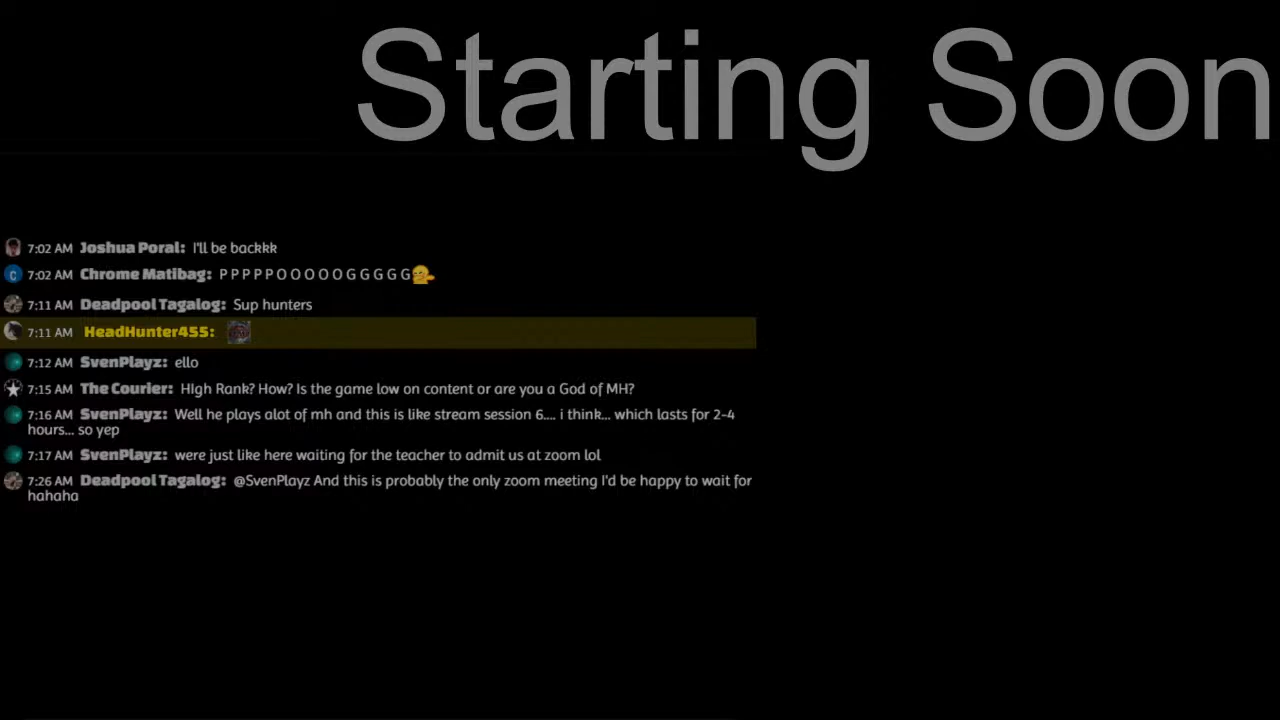 Starting Soon
7:02 AM Joshua Poral: I'll be backkk
C 7:02 AM Chrome Matibag: P P P P P O O O O O G G G G G
7:11 AM Deadpool Tagalog: Sup hunters
7:11 AM HeadHunter455:
7:12 AM SvenPlayz: ello
7:15 AM The Courier: HIgh Rank? How? Is the game low on content or are you a God of MH?
7:16 AM SvenPlayz: Well he plays alot of mh and this is like stream session 6.... i think... which lasts for 2-4
hours... so yep
7:17 AM SvenPlayz: were just like here waiting for the teacher to admit us at zoom lol
7:26 AM Deadpool Tagalog: @SvenPlayz And this is probably the only zoom meeting I'd be happy to wait for
hahaha